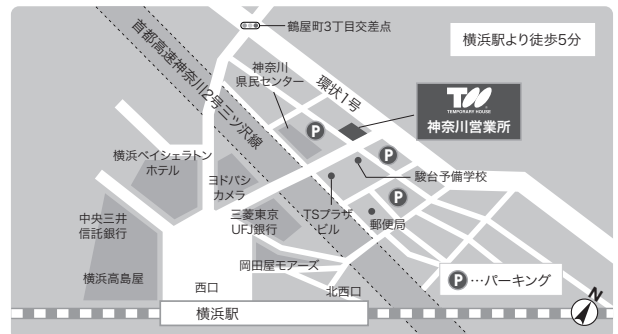 鶴屋町3丁目交差点
横浜駅より徒歩5分
首都高速神奈川2号三ツ沢線
神奈川
県民センター
環状1号
TEMPORARY HOUSE
神奈川営業所
P
P
P
横浜ベイシェラトン
ホテル
ヨドバシ
カメラ
駿台予備学校
中央三井
信託銀行
三菱東京
UFJ銀行
TSプラザ
ビル
郵便局
岡田屋モアーズ
横浜高島屋
P…パーキング
西口
北西口
横浜駅
N